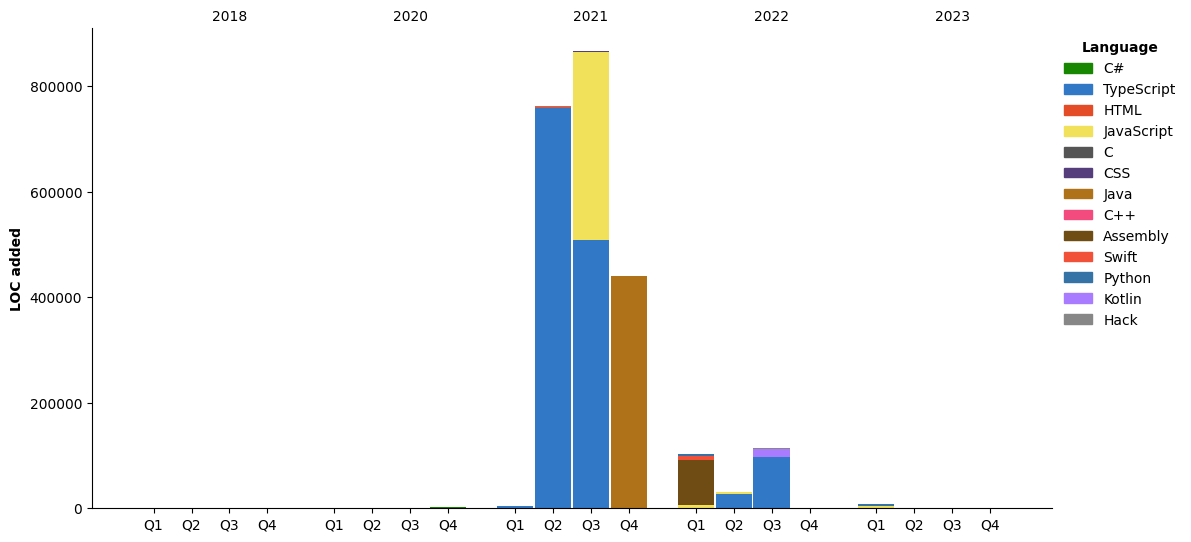 2018 2020 2021 2022 2023
LOC added
800000
600000
400000
200000
0
Q1 Q2 Q3 Q4 Q1 Q2 Q3 Q4 Q1 Q2 Q3 Q4 Q1 Q2 Q3 Q4 Q1 Q2 Q3 Q4
Language
C#
TypeScript
HTML
JavaScript
C
CSS
Java
C++
Assembly
Swift
Python
Kotlin
Hack